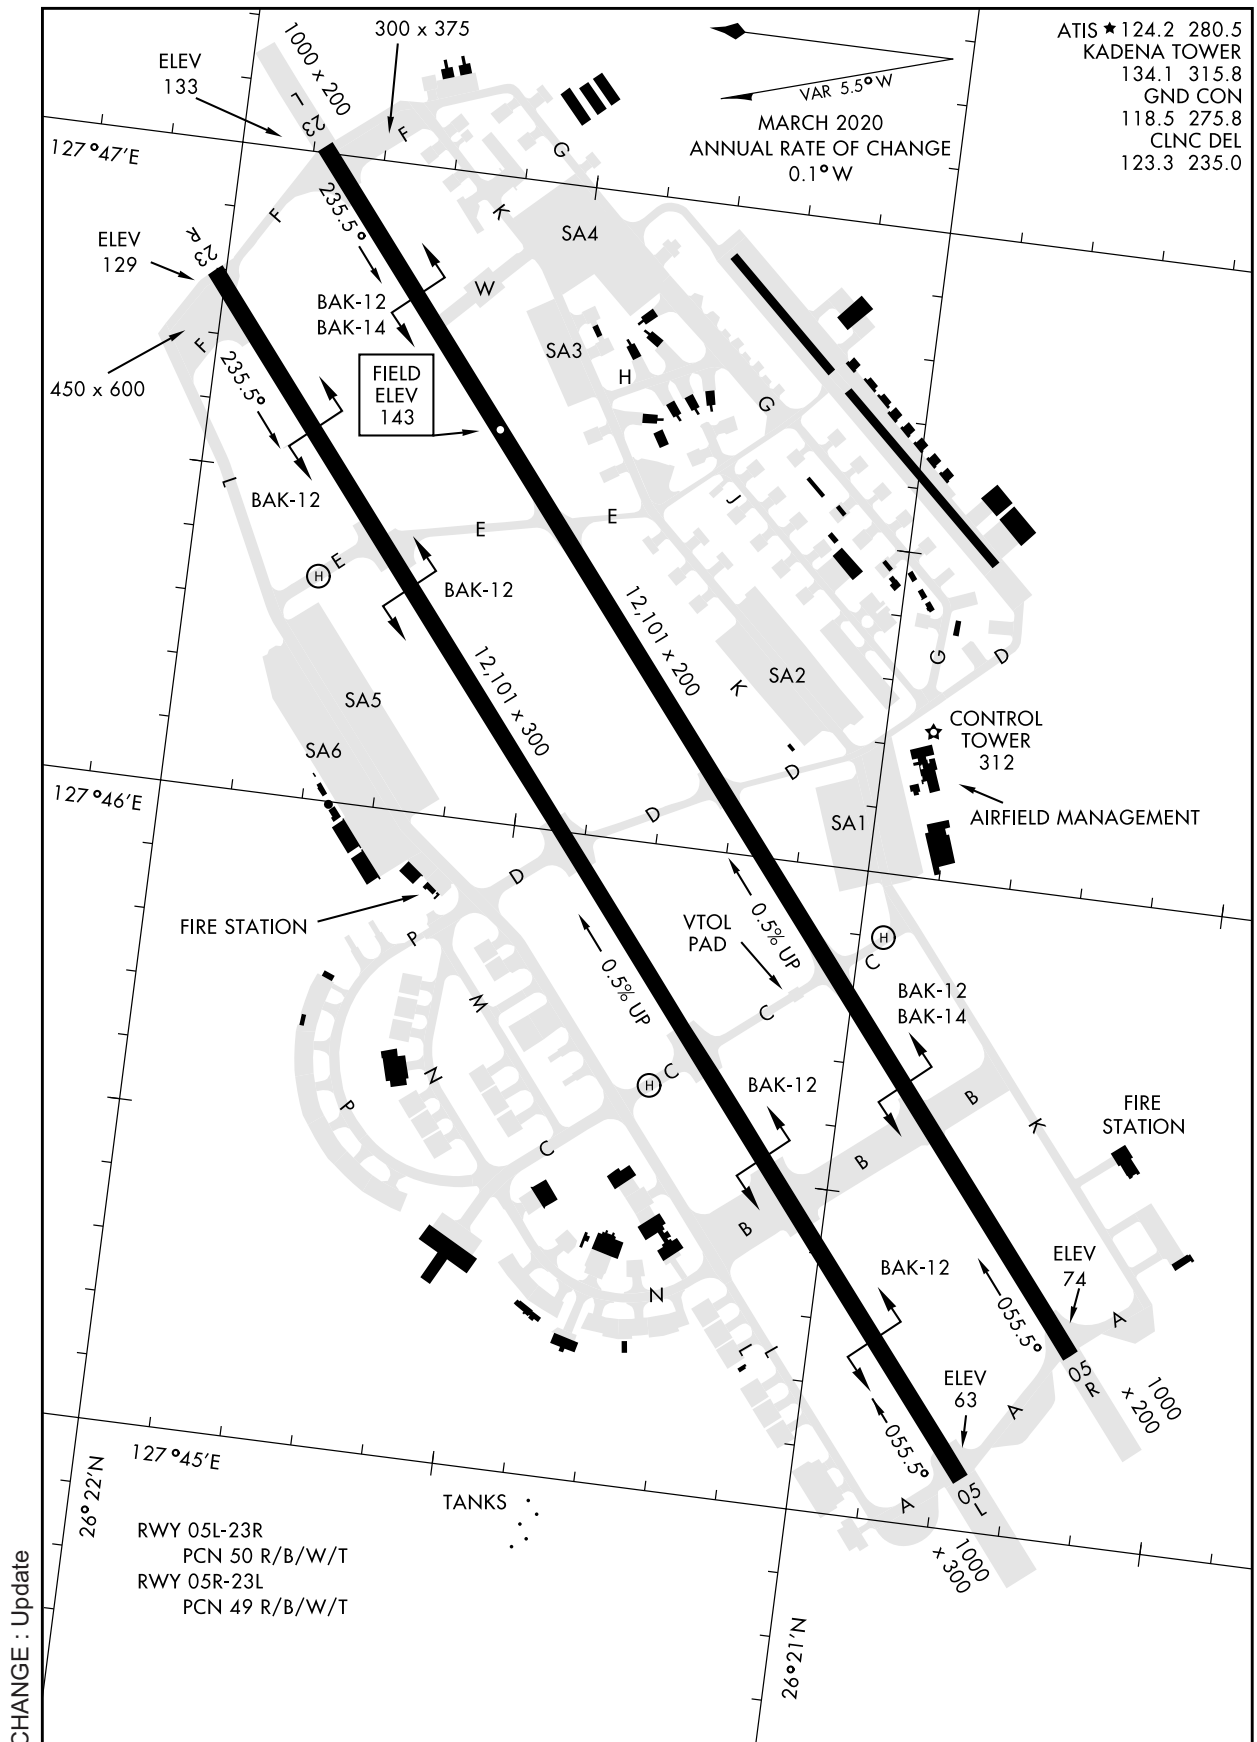 ATIS ★ 124.2 280.5
KADENA TOWER
134.1 315.8
GND CON
118.5 275.8
CLNC DEL
123.3 235.0
VAR 5.5° W
MARCH 2020
ANNUAL RATE OF CHANGE
0.1° W
300 x 375
1000 x 200
ELEV
133
23
L
F
G
127°47'E
235.5°
K
SA4
F
ELEV
129
23
R
W
BAK-12
BAK-14
SA3
F
450 x 600
235.5°
FIELD
ELEV
143
H
G
L
BAK-12
J
E
E
H
E
BAK-12
12,101 x 200
12,101 x 300
K
SA2
G
D
SA5
SA6
CONTROL
TOWER
312
127°46'E
D
D
SA1
AIRFIELD MANAGEMENT
D
FIRE STATION
P
0.5% UP
VTOL
PAD
0.5% UP
H
C
M
C
BAK-12
BAK-14
N
H
C
BAK-12
P
B
K
FIRE
STATION
C
B
B
N
BAK-12
ELEV
74
055.5°
A
L
L
05
R
1000
x 200
ELEV
63
A
055.5°
05
L
A
1000
x 300
127°45'E
26°22'N
TANKS
RWY 05L-23R
PCN 50 R/B/W/T
RWY 05R-23L
PCN 49 R/B/W/T
26°21'N
CHANGE : Update